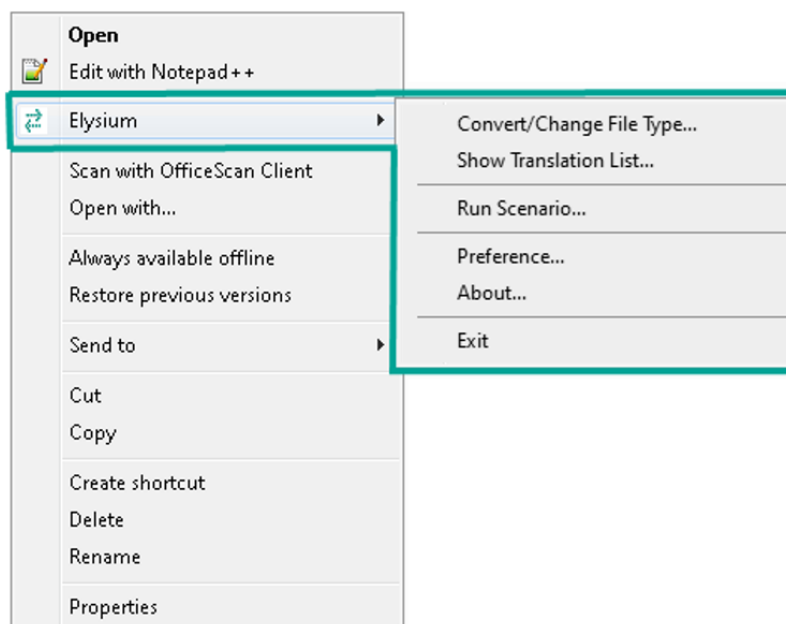 Open
Edit with Notepad++
Elysium
Scan with OfficeScan Client
Open with...
Always available offline
Restore previous versions
Send to
Cut
Copy
Create shortcut
Delete
Rename
Properties
Convert/Change File Type...
Show Translation List...
Run Scenario...
Preference...
About...
Exit